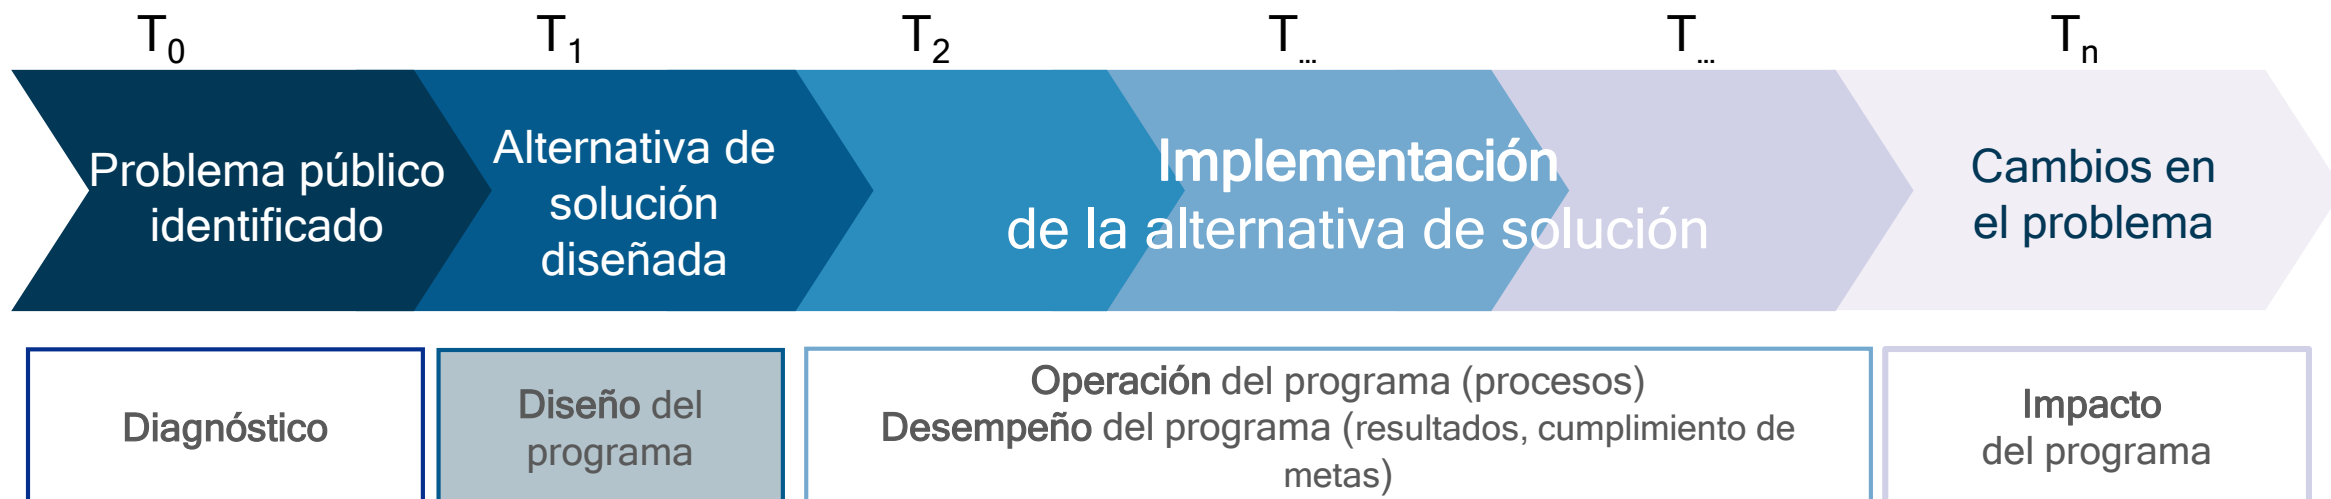 T0 T1 T2 T... T... Tn
Problema público
identificado
Alternativa de
solución
diseñada
Implementación
de la alternativa de solución
Cambios en
el problema
Diagnóstico
Diseño del
programa
Operación del programa (procesos)
Desempeño del programa (resultados, cumplimiento de
metas)
Impacto
del programa